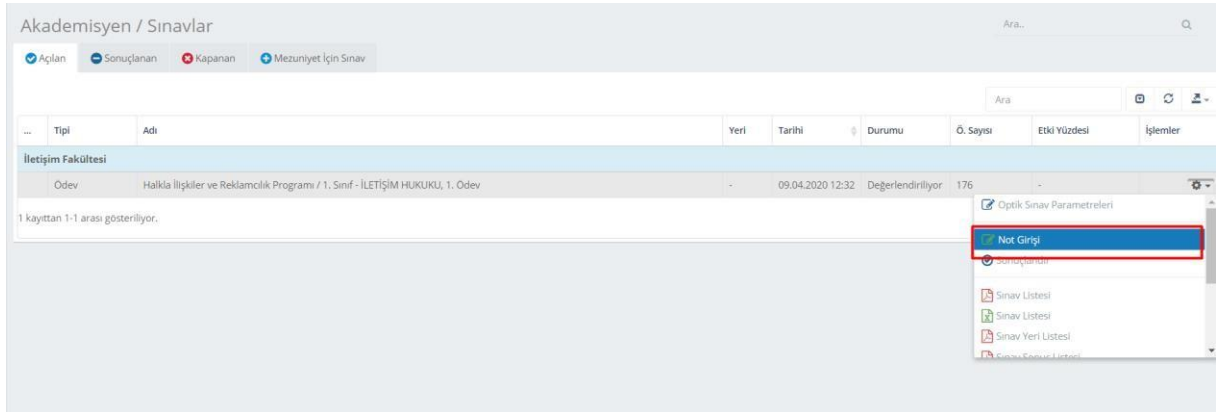 Akademisyen / Sınavlar
Ara..
Açılan Sonuçlanan Kapanan Mezuniyet İçin Sınav
Ara
... Tipi Adı Yeri Tarihi Durumu Ö. Sayısı Etki Yüzdesi İşlemler
İletişim Fakültesi
Ödev Halkla İlişkiler ve Reklamcılık Programı / 1. Sınıf - İLETİŞİM HUKUKU, 1. Ödev - 09.04.2020 12:32 Değerlendiriliyor 176 -
1 kayıttan 1-1 arası gösteriliyor.
Optik Sınav Parametreleri
Not Girişi
Sonuçlandır
Sınav Listesi
Sınav Listesi
Sınav Yeri Listesi
Sınav Sonuç Listesi